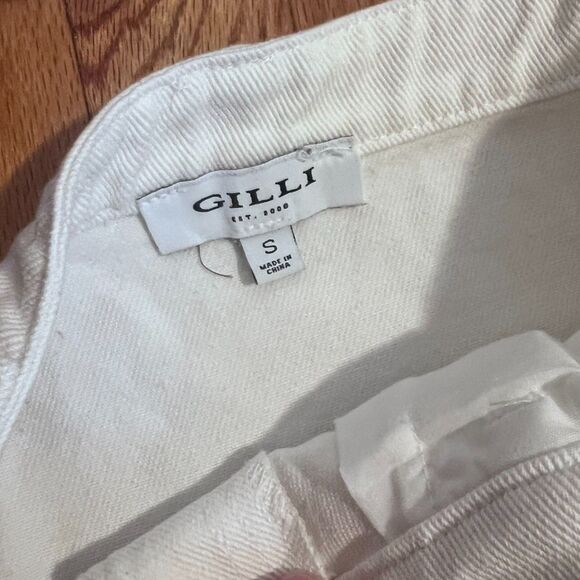 GILLI
EST. 2000
S
MADE IN
CHINA